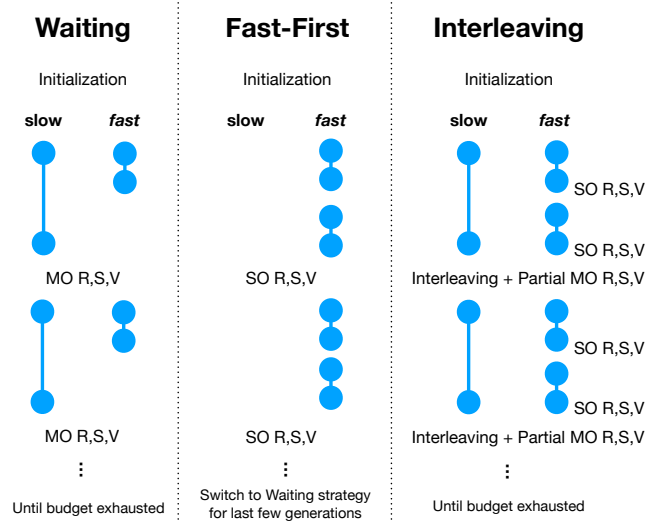 Waiting
Initialization
slow fast
MO R,S,V
MO R,S,V
⋮
Until budget exhausted
Fast-First
Initialization
slow fast
SO R,S,V
SO R,S,V
⋮
Switch to Waiting strategy
for last few generations
Interleaving
Initialization
slow fast
SO R,S,V
SO R,S,V
Interleaving + Partial MO R,S,V
SO R,S,V
SO R,S,V
Interleaving + Partial MO R,S,V
⋮
Until budget exhausted